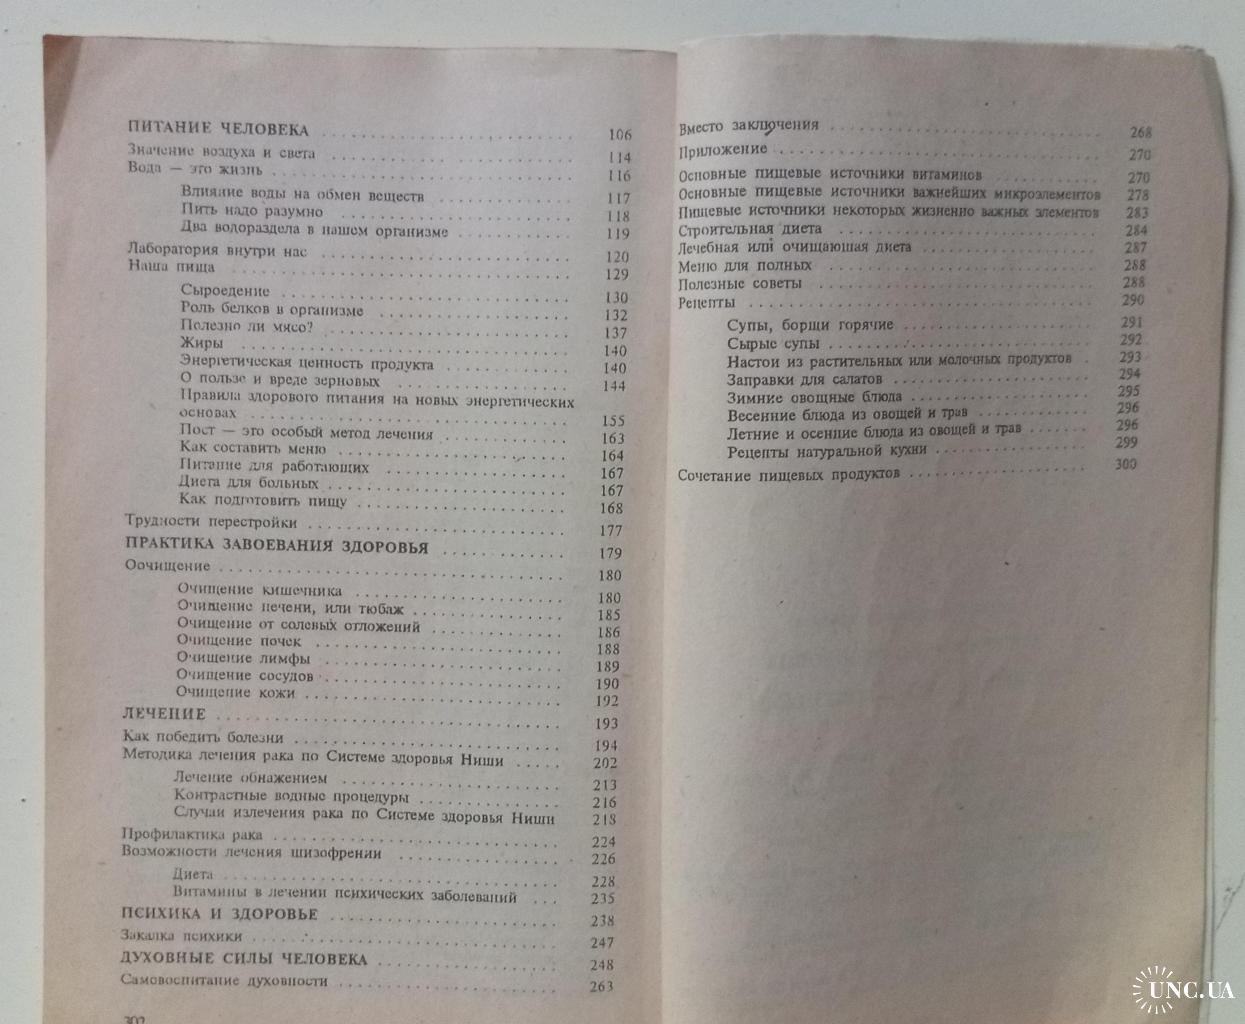 ПИТАНИЕ ЧЕЛОВЕКА . . . . . . . . . . . . . . . . . . . . 106
Значение воздуха и света . . . . . . . . . . . . . . . . . . . . 114
Вода — это жизнь . . . . . . . . . . . . . . . . . . . . 116
Влияние воды на обмен веществ . . . . . . . . . . 117
Пить надо разумно . . . . . . . . . . . . . . . 118
Два водораздела в нашем организме . . . . . . . . . 119
Лаборатория внутри нас . . . . . . . . . . . . . . . . . . . . 120
Наша пища . . . . . . . . . . . . . . . . . . . . 129
Сыроедение . . . . . . . . . . . . . . . . . . . . 130
Роль белков в организме . . . . . . . . . . . . . . . 132
Полезно ли мясо? . . . . . . . . . . . . . . . 137
Жиры . . . . . . . . . . . . . . . . . . . . 140
Энергетическая ценность продукта . . . . . . . . . . 140
О пользе и вреде зерновых . . . . . . . . . . . . 144
Правила здорового питания на новых энергетических
основах . . . . . . . . . . . . . . . . . . . . 155
Пост — это особый метод лечения . . . . . . . . . . 163
Как составить меню . . . . . . . . . . . . . . . 164
Питание для работающих . . . . . . . . . . . . . . . 167
Диета для больных . . . . . . . . . . . . . . . 167
Как подготовить пищу . . . . . . . . . . . . . . . 168
Трудности перестройки . . . . . . . . . . . . . . . . . . . . 177
ПРАКТИКА ЗАВОЕВАНИЯ ЗДОРОВЬЯ . . . . . . . . . . 179
Оочищение . . . . . . . . . . . . . . . . . . . . 180
Очищение кишечника . . . . . . . . . . . . . . . 180
Очищение печени, или тюбаж . . . . . . . . . . . . 185
Очищение от солевых отложений . . . . . . . . . . 186
Очищение почек . . . . . . . . . . . . . . . . . . . . 188
Очищение лимфы . . . . . . . . . . . . . . . . . . . . 189
Очищение сосудов . . . . . . . . . . . . . . . . . . . . 190
Очищение кожи . . . . . . . . . . . . . . . . . . . . 192
ЛЕЧЕНИЕ . . . . . . . . . . . . . . . . . . . . 193
Как победить болезни . . . . . . . . . . . . . . . . . . . . 194
Методика лечения рака по Системе здоровья Ниши . . . . . 202
Лечение обнажением . . . . . . . . . . . . . . . 213
Контрастные водные процедуры . . . . . . . . . . . 216
Случаи излечения рака по Системе здоровья Ниши 218
Профилактика рака . . . . . . . . . . . . . . . . . . . . 224
Возможности лечения шизофрении . . . . . . . . . . . . 226
Диета . . . . . . . . . . . . . . . . . . . . 228
Витамины в лечении психических заболеваний . . . 235
ПСИХИКА И ЗДОРОВЬЕ . . . . . . . . . . . . . . . . . . . . 238
Закалка психики . . . . . . . . . . . . . . . . . . . . 247
ДУХОВНЫЕ СИЛЫ ЧЕЛОВЕКА . . . . . . . . . . . . . . . 248
Самовоспитание духовности . . . . . . . . . . . . . . . 263
302
Вместо заключения . . . . . . . . . . . . . . . . . . . . 268
Приложение . . . . . . . . . . . . . . . . . . . . 270
Основные пищевые источники витаминов . . . . . . . . . . 270
Основные пищевые источники важнейших микроэлементов 278
Пищевые источники некоторых жизненно важных элементов 283
Строительная диета . . . . . . . . . . . . . . . . . . . . 284
Лечебная или очищающая диета . . . . . . . . . . . . . . . 287
Меню для полных . . . . . . . . . . . . . . . . . . . . 288
Полезные советы . . . . . . . . . . . . . . . . . . . . 288
Рецепты . . . . . . . . . . . . . . . . . . . . 290
Супы, борщи горячие . . . . . . . . . . . . . . . 291
Сырые супы . . . . . . . . . . . . . . . . . . . . 292
Настои из растительных или молочных продуктов . . 293
Заправки для салатов . . . . . . . . . . . . . . . 294
Зимние овощные блюда . . . . . . . . . . . . . . . 295
Весенние блюда из овощей и трав . . . . . . . . . . 296
Летние и осенние блюда из овощей и трав . . . . . . 296
Рецепты натуральной кухни . . . . . . . . . . . . . 299
Сочетание пищевых продуктов . . . . . . . . . . . . . . . 300
UNC.UA